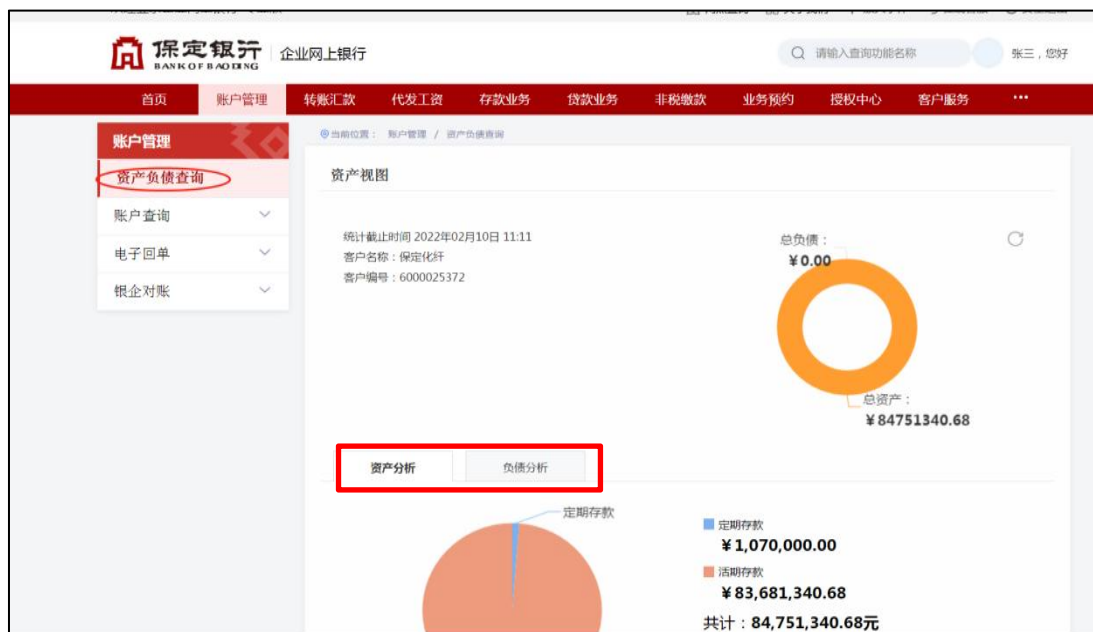 保定银行
BANK OF BAODING
企业网上银行
请输入查询功能名称
张三，您好
首页 账户管理 转账汇款 代发工资 存款业务 贷款业务 非税缴款 业务预约 授权中心 客户服务 •••
账户管理
当前位置： 账户管理 / 资产负债查询
资产负债查询
资产视图
账户查询
电子回单
银企对账
统计截止时间 2022年02月10日 11:11
客户名称：保定化纤
客户编号：6000025372
总负债：
¥0.00
总资产：
¥84751340.68
资产分析 负债分析
定期存款
定期存款
¥1,070,000.00
活期存款
¥83,681,340.68
共计：84,751,340.68元